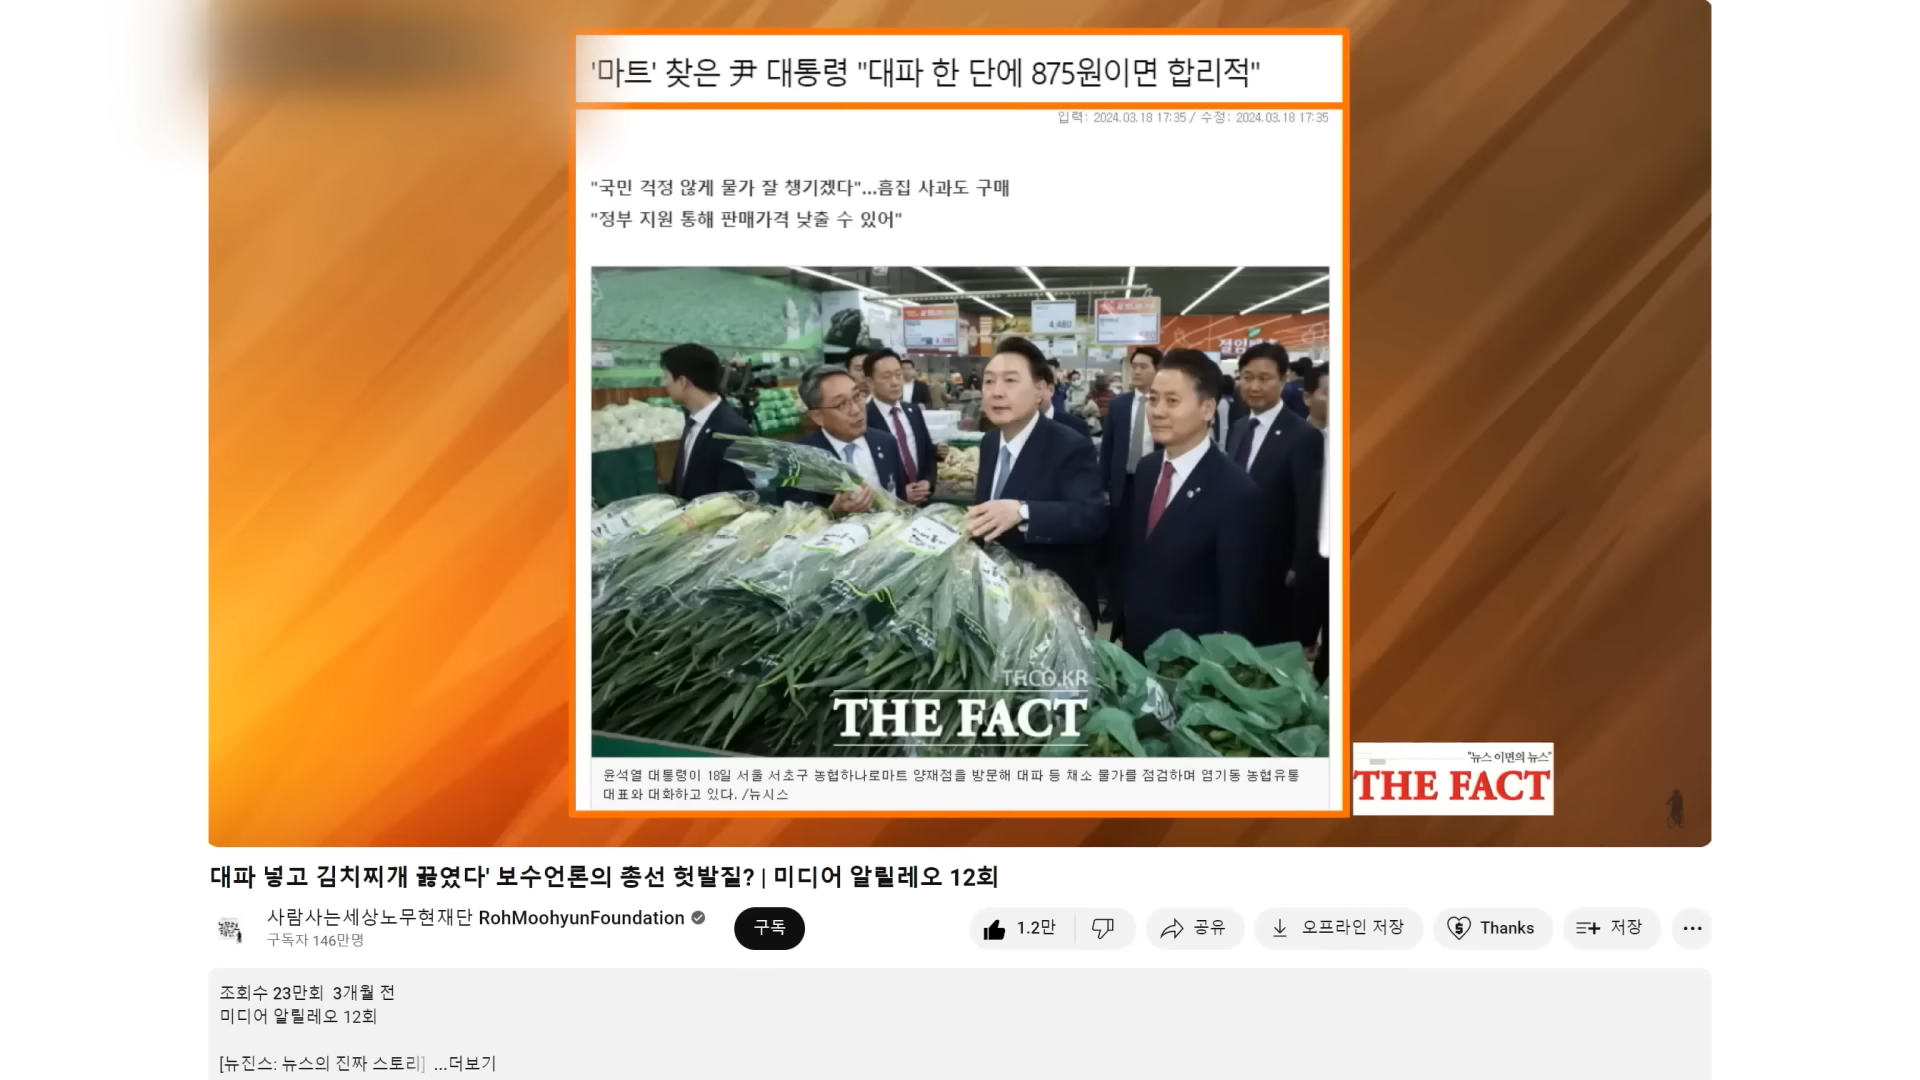 '마트' 찾은 尹 대통령 "대파 한 단에 875원이면 합리적"
입력: 2024.03.18 17:35 / 수정: 2024.03.18 17:35
"국민 걱정 않게 물가 잘 챙기겠다"...흠집 사과도 구매
"정부 지원 통해 판매가격 낮출 수 있어"
4,480
TF.CO.KR
THE FACT
윤석열 대통령이 18일 서울 서초구 농협하나로마트 양재점을 방문해 대파 등 채소 물가를 점검하며 염기동 농협유통
대표와 대화하고 있다. /뉴시스
"뉴스 이면의 뉴스"
THE FACT
대파 넣고 김치찌개 끓였다' 보수언론의 총선 헛발질? | 미디어 알릴레오 12회
사람사는세상노무현재단 RohMoohyunFoundation
구독자 146만명
구독
1.2만
공유
오프라인 저장
Thanks
저장
조회수 23만회 3개월 전
미디어 알릴레오 12회
[뉴진스: 뉴스의 진짜 스토리] ...더보기